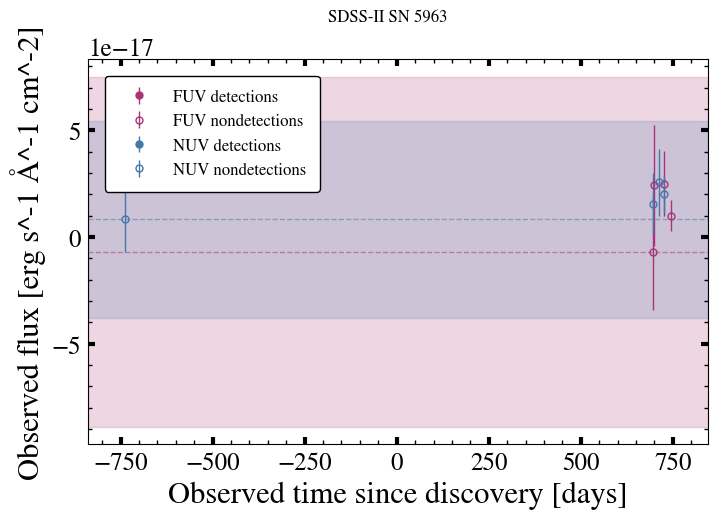 SDSS-II SN 5963
1e−17
Observed flux [erg s^-1 Å^-1 cm^-2]
FUV detections
FUV nondetections
NUV detections
NUV nondetections
5
0
−5
−750 −500 −250 0 250 500 750
Observed time since discovery [days]